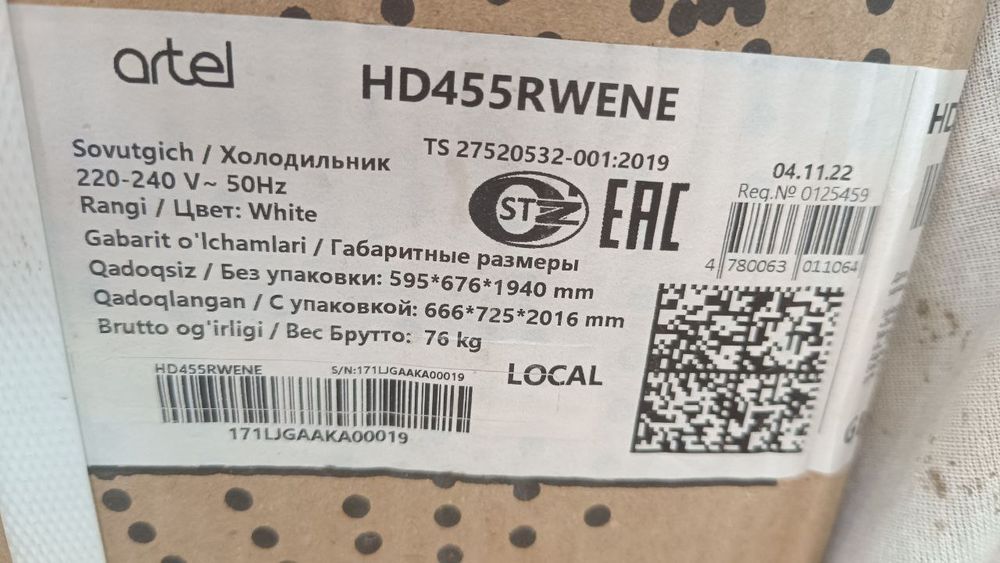 artel
HD455RWENE
Sovutgich / Холодильник
220-240 V~ 50Hz
Rangi / Цвет: White
TS 27520532-001:2019
STZ
EAC
04.11.22
Reg.№ 0125459
4 780063 011064
Gabarit o'lchamlari / Габаритные размеры
Qadoqsiz / Без упаковки: 595*676*1940 mm
Qadoqlangan / С упаковкой: 666*725*2016 mm
Brutto og'irligi / Вес Брутто: 76 kg
HD455RWENE S/N:171LJGAAKA00019
171LJGAAKA00019
LOCAL
HD